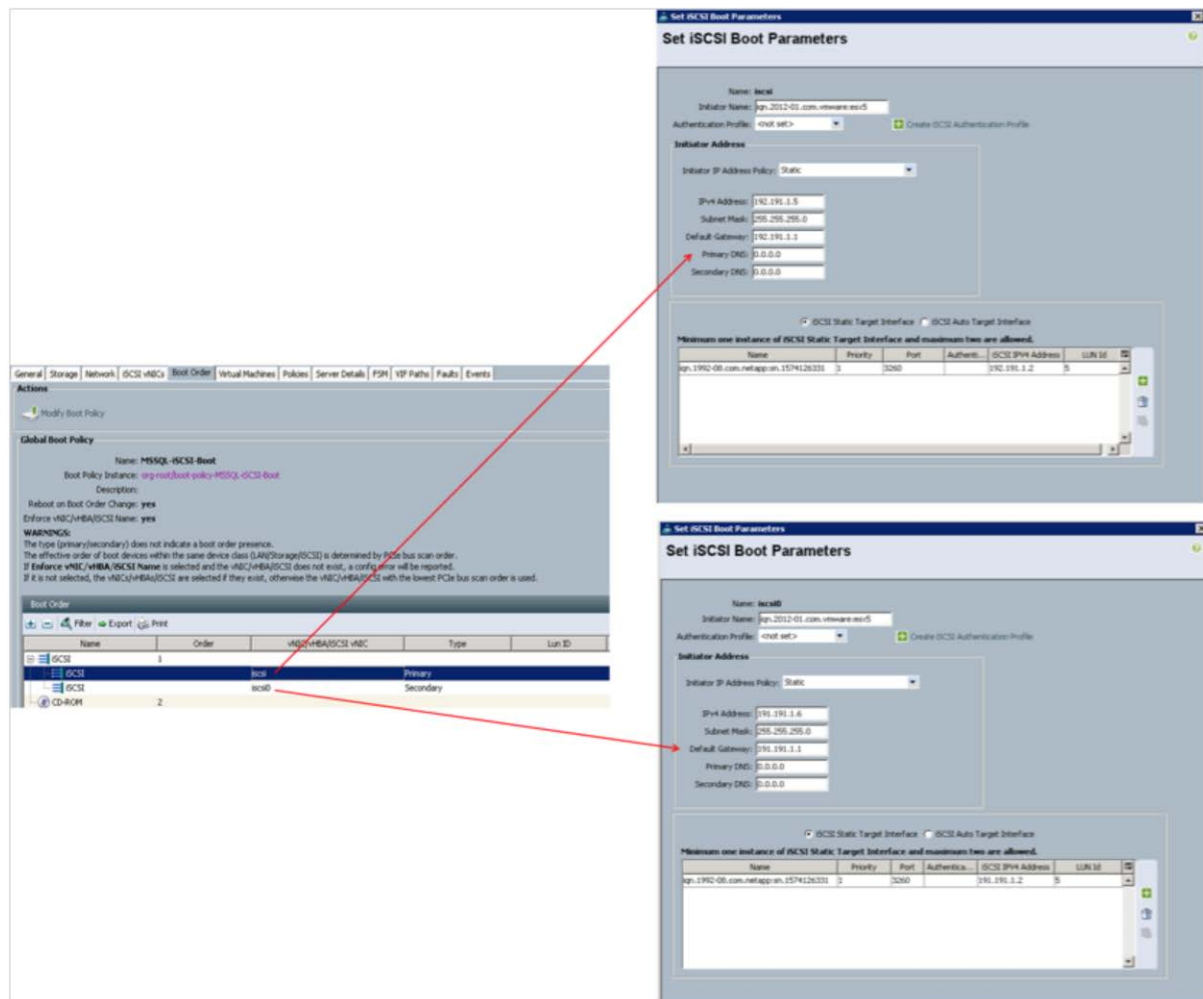 Set iSCSI Boot Parameters
Set iSCSI Boot Parameters
Name: iscsi
Initiator Name: iqn.2012-01.com.vmware:esx5
Authentication Profile: <not set>
Create iSCSI Authentication Profile
Initiator Address
Initiator IP Address Policy: Static
IPv4 Address: 192.191.1.5
Subnet Mask: 255.255.255.0
Default Gateway: 192.191.1.1
Primary DNS: 0.0.0.0
Secondary DNS: 0.0.0.0
iSCSI Static Target Interface iSCSI Auto Target Interface
Minimum one instance of iSCSI Static Target Interface and maximum two are allowed.
Name Priority Port Authenti... iSCSI IPV4 Address LUN Id
iqn.1992-08.com.netapp:sn.1574126331 1 3260 192.191.1.2 5
General Storage Network iSCSI vNICs Boot Order Virtual Machines Policies Server Details FSM VIF Paths Faults Events
Actions
Modify Boot Policy
Global Boot Policy
Name: MSSQL-iSCSI-Boot
Boot Policy Instance: org-root/boot-policy-MSSQL-iSCSI-Boot
Description:
Reboot on Boot Order Change: yes
Enforce vNIC/vHBA/iSCSI Name: yes
WARNINGS:
The type (primary/secondary) does not indicate a boot order presence.
The effective order of boot devices within the same device class (LAN/Storage/iSCSI) is determined by PCIe bus scan order.
If Enforce vNIC/vHBA/iSCSI Name is selected and the vNIC/vHBA/iSCSI does not exist, a config error will be reported.
If it is not selected, the vNICs/vHBAs/iSCSI are selected if they exist, otherwise the vNIC/vHBA/iSCSI with the lowest PCIe bus scan order is used.
Boot Order
Filter Export Print
Name Order vNIC/vHBA/iSCSI vNIC Type Lun ID
iSCSI 1
iSCSI iscsi Primary
iSCSI iscsi0 Secondary
CD-ROM 2
Set iSCSI Boot Parameters
Set iSCSI Boot Parameters
Name: iscsi0
Initiator Name: iqn.2012-01.com.vmware:esx5
Authentication Profile: <not set>
Create iSCSI Authentication Profile
Initiator Address
Initiator IP Address Policy: Static
IPv4 Address: 191.191.1.6
Subnet Mask: 255.255.255.0
Default Gateway: 191.191.1.1
Primary DNS: 0.0.0.0
Secondary DNS: 0.0.0.0
iSCSI Static Target Interface iSCSI Auto Target Interface
Minimum one instance of iSCSI Static Target Interface and maximum two are allowed.
Name Priority Port Authentica... iSCSI IPV4 Address LUN Id
iqn.1992-08.com.netapp:sn.1574126331 1 3260 191.191.1.2 5